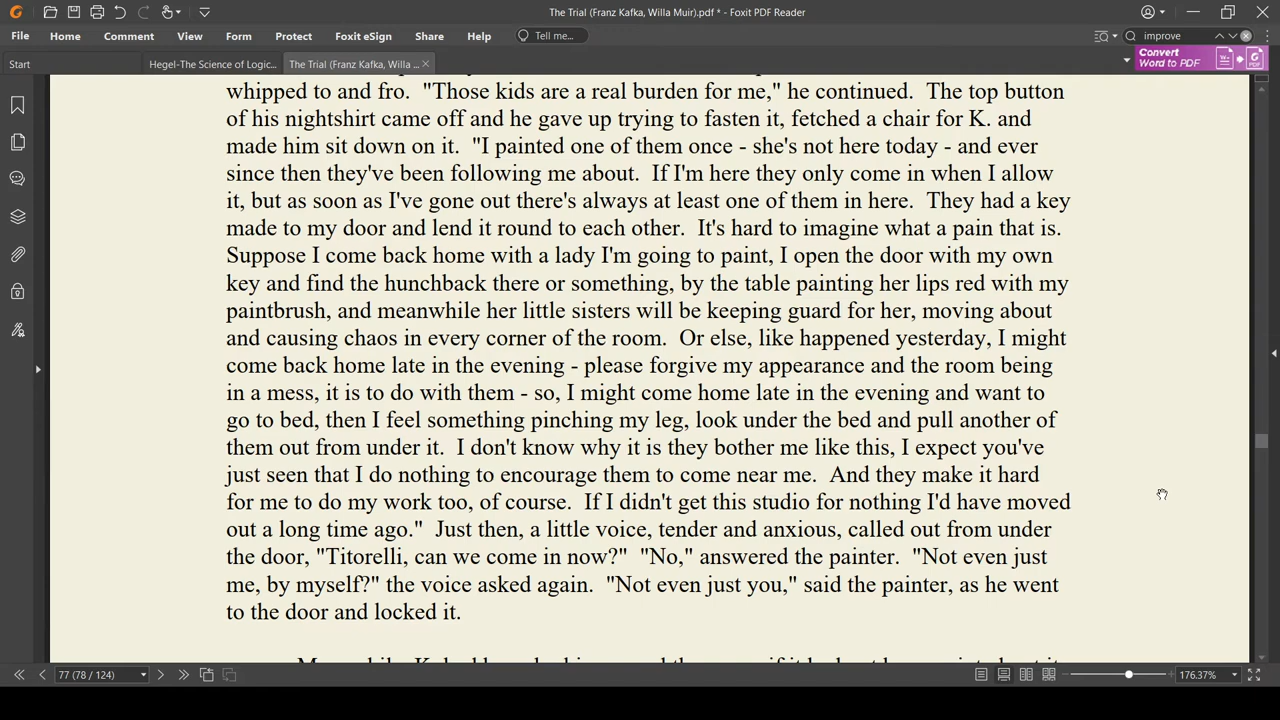 The Trial (Franz Kafka, Willa Muir).pdf * - Foxit PDF Reader
File Home Comment View Form Protect Foxit eSign Share Help Tell me... improve
Start Hegel-The Science of Logic... The Trial (Franz Kafka, Willa ... Convert
Word to PDF
whipped to and fro. "Those kids are a real burden for me," he continued. The top button
of his nightshirt came off and he gave up trying to fasten it, fetched a chair for K. and
made him sit down on it. "I painted one of them once - she's not here today - and ever
since then they've been following me about. If I'm here they only come in when I allow
it, but as soon as I've gone out there's always at least one of them in here. They had a key
made to my door and lend it round to each other. It's hard to imagine what a pain that is.
Suppose I come back home with a lady I'm going to paint, I open the door with my own
key and find the hunchback there or something, by the table painting her lips red with my
paintbrush, and meanwhile her little sisters will be keeping guard for her, moving about
and causing chaos in every corner of the room. Or else, like happened yesterday, I might
come back home late in the evening - please forgive my appearance and the room being
in a mess, it is to do with them - so, I might come home late in the evening and want to
go to bed, then I feel something pinching my leg, look under the bed and pull another of
them out from under it. I don't know why it is they bother me like this, I expect you've
just seen that I do nothing to encourage them to come near me. And they make it hard
for me to do my work too, of course. If I didn't get this studio for nothing I'd have moved
out a long time ago." Just then, a little voice, tender and anxious, called out from under
the door, "Titorelli, can we come in now?" "No," answered the painter. "Not even just
me, by myself?" the voice asked again. "Not even just you," said the painter, as he went
to the door and locked it.
77 (78 / 124) 176.37%